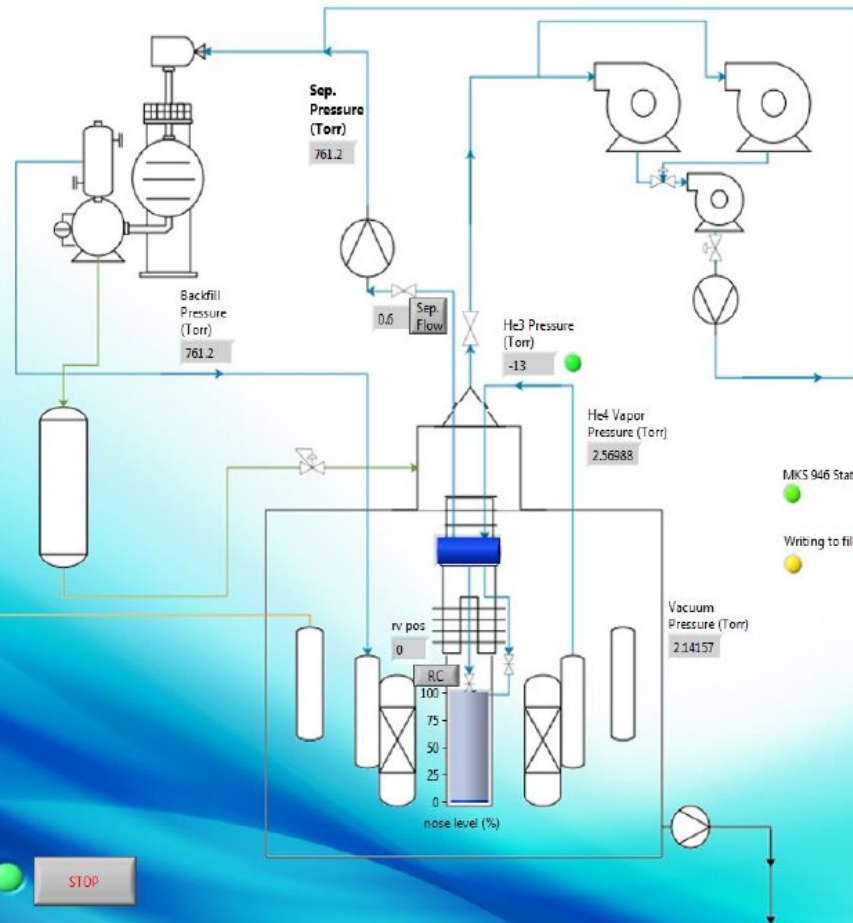 Sep.
Pressure
(Torr)
761.2
Backfill
Pressure
(Torr)
761.2
0.6
Sep.
Flow
He3 Pressure
(Torr)
-13
He4 Vapor
Pressure (Torr)
2.56988
MKS 946 Stat
Writing to fil
rv pos
0
Vacuum
Pressure (Torr)
2.14157
RC
100
75
50
25
0
nose level (%)
STOP